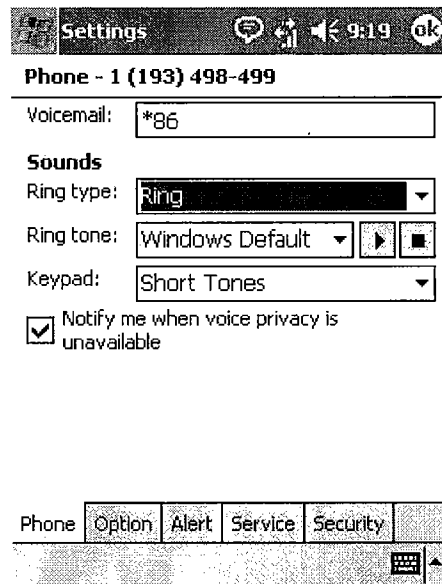 Settings 9:19 ok
Phone - 1 (193) 498-499
Voicemail: *86
Sounds
Ring type: Ring
Ring tone: Windows Default
Keypad: Short Tones
Notify me when voice privacy is
unavailable
Phone Option Alert Service Security